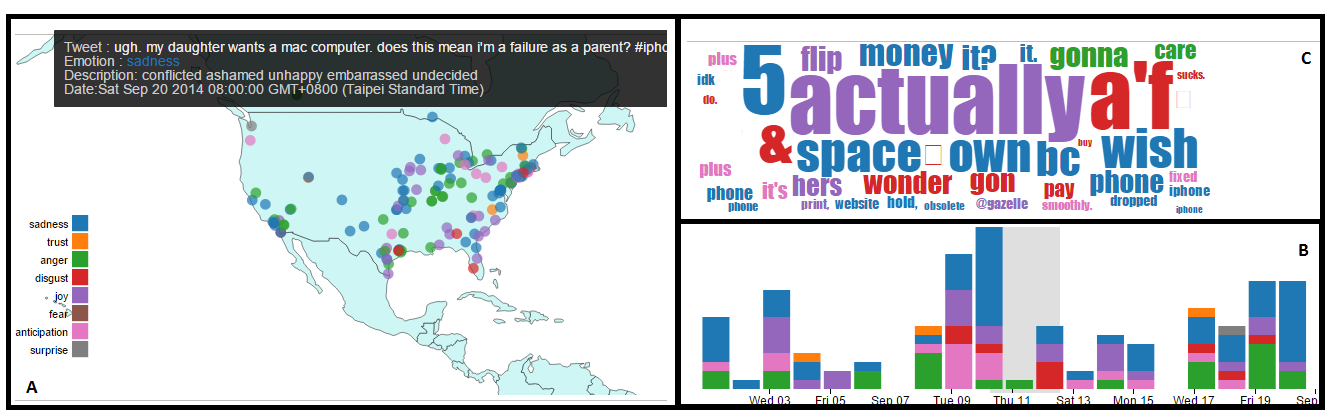 Tweet : ugh. my daughter wants a mac computer. does this mean i'm a failure as a parent? #ipho
Emotion : sadness
Description: conflicted ashamed unhappy embarrassed undecided
Date:Sat Sep 20 2014 08:00:00 GMT+0800 (Taipei Standard Time)
sadness
trust
anger
disgust
joy
fear
anticipation
surprise
A
plus 5 flip money it? it. gonna care
C
idk actually a'f sucks.
do.
& space own bc buy wish
plus
phone it's hers wonder gon pay phone fixed
iphone
phone print, website hold, obsolete @gazelle smoothly. dropped
iphone
B
Wed 03 Fri 05 Sep 07 Tue 09 Thu 11 Sat 13 Mon 15 Wed 17 Fri 19 Sep